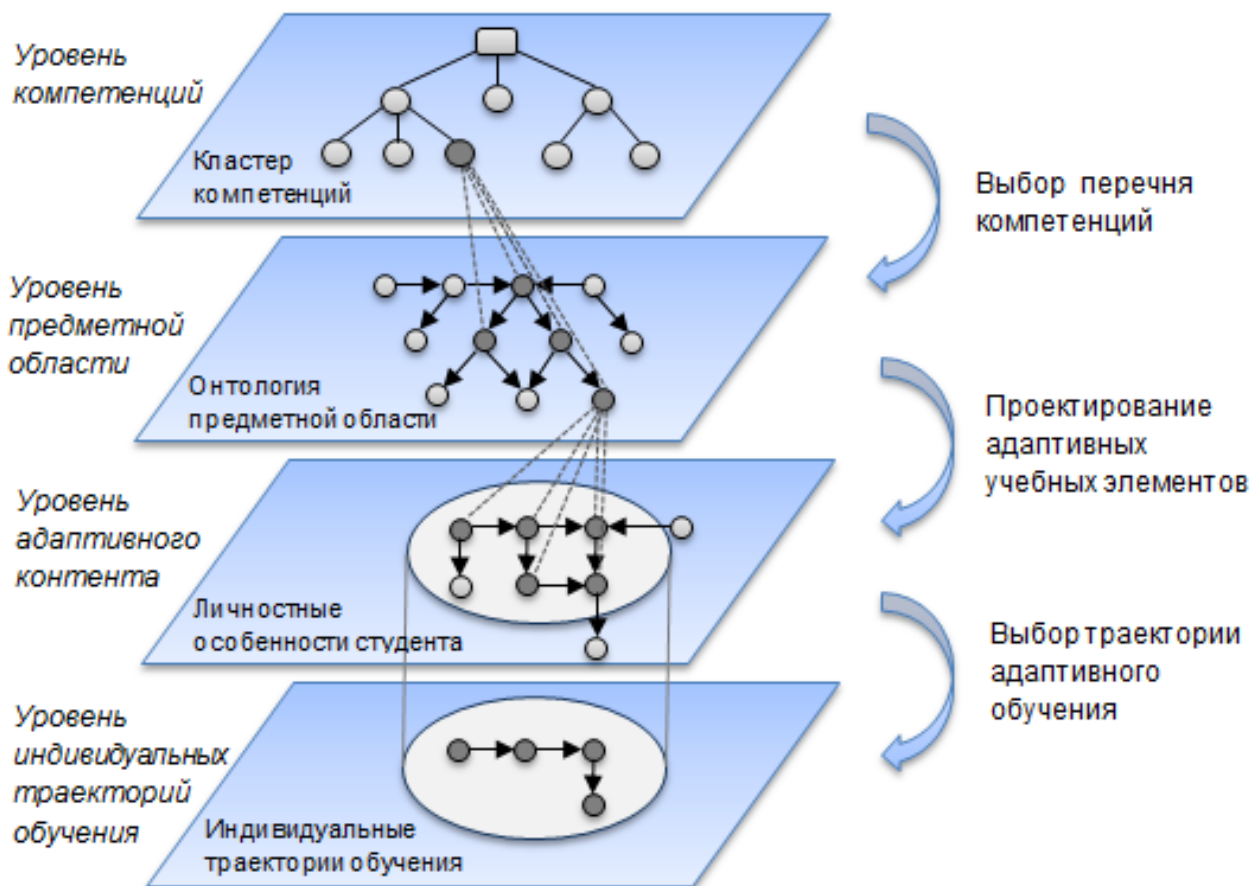 Уровень
компетенций
Кластер
компетенций
Выбор перечня
компетенций
Уровень
предметной
области
Онтология
предметной области
Проектирование
адаптивных
учебных элементов
Уровень
адаптивного
контента
Личностные
особенности студента
Выбор траектории
адаптивного
обучения
Уровень
индивидуальных
траекторий
обучения
Индивидуальные
траектории обучения